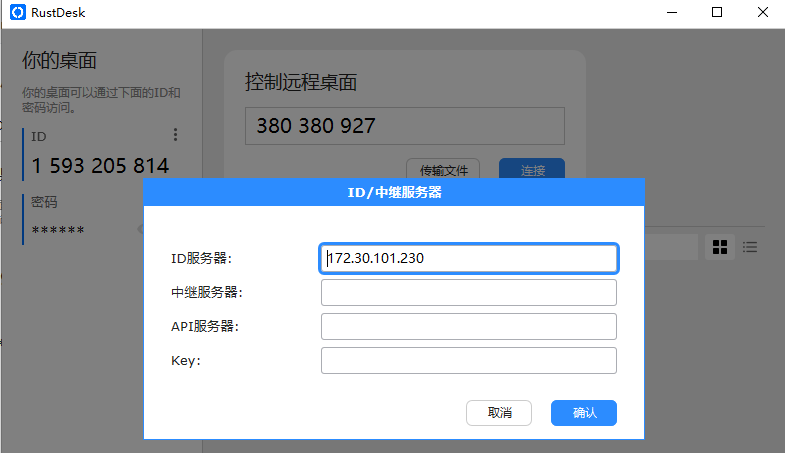 RustDesk
你的桌面
你的桌面可以通过下面的ID和
密码访问。
ID
1 593 205 814
密码
******
控制远程桌面
380 380 927
传输文件
连接
ID/中继服务器
ID服务器:
172.30.101.230
中继服务器:
API服务器:
Key:
取消
确认